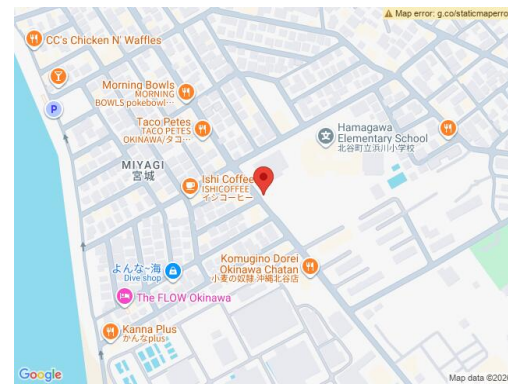 Map error: g.co/staticmaperro
CC's Chicken N' Waffles
Morning Bowls
MORNING
BOWLS pokebowl…
Taco Petes
TACO PETES
OKINAWA/タコ…
Hamagawa
Elementary School
北谷町立浜川小学校
MIYAGI
宮城
Ishi Coffee
ISHICOFFEE
イシコーヒー
P
Komugino Dorei
Okinawa Chatan
小麦の奴隷 沖縄北谷店
よんな~海
Dive shop
The FLOW Okinawa
Kanna Plus
かんなplus
Google
Map data ©2026